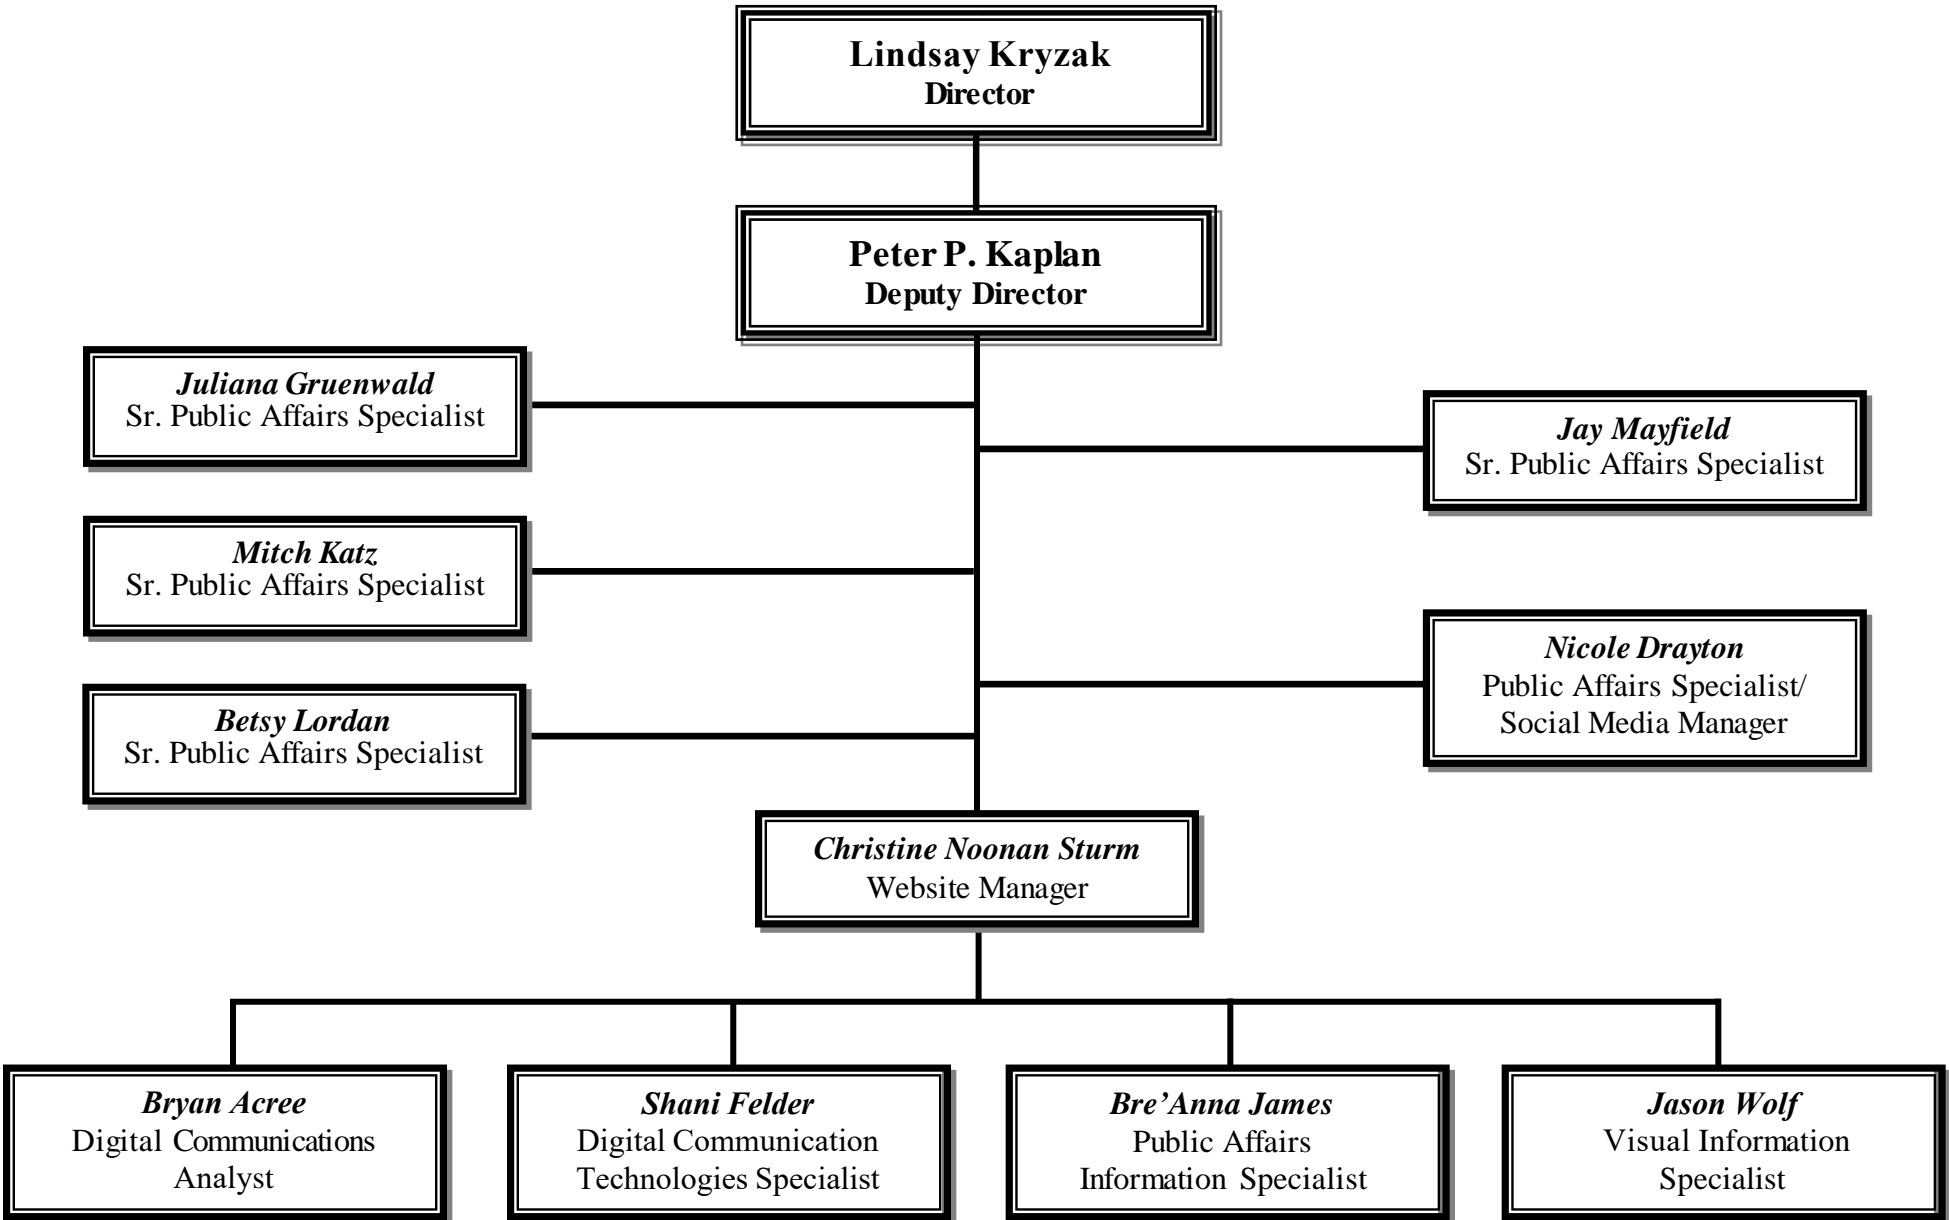 Lindsay Kryzak
Director
Peter P. Kaplan
Deputy Director
Juliana Gruenwald
Sr. Public Affairs Specialist
Jay Mayfield
Sr. Public Affairs Specialist
Mitch Katz
Sr. Public Affairs Specialist
Nicole Drayton
Public Affairs Specialist/
Social Media Manager
Betsy Lordan
Sr. Public Affairs Specialist
Christine Noonan Sturm
Website Manager
Bryan Acree
Digital Communications
Analyst
Shani Felder
Digital Communication
Technologies Specialist
Bre’Anna James
Public Affairs
Information Specialist
Jason Wolf
Visual Information
Specialist